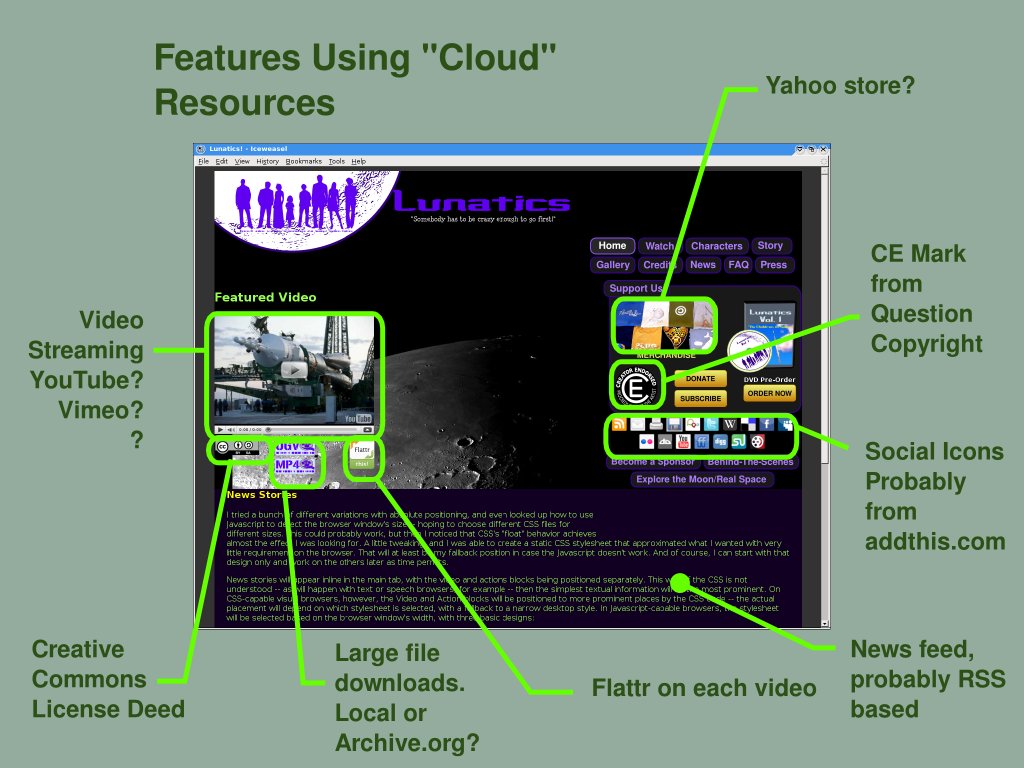 Features Using "Cloud"
Resources
Yahoo store?
Lunatics! - Iceweasel
File Edit View History Bookmarks Tools Help
Lunatics
"Somebody has to be crazy enough to go first!"
Home Watch Characters Story
Gallery Credits News FAQ Press
CE Mark
from
Question
Copyright
Support Us
Featured Video
Lunatics
Vol. 1
MERCHANDISE
Video
Streaming
YouTube?
Vimeo?
?
CREATOR ENDORSED
DONATE
SUBSCRIBE
DVD Pre-Order
ORDER NOW
YouTube
0:00 / 0:00
cc BY SA
OGV
MP4
Flattr
this!
Become a Sponsor Behind-The-Scenes
Explore the Moon/Real Space
Social Icons
Probably
from
addthis.com
News Stories
I tried a bunch of different variations with absolute positioning, and even looked up how to use
Javascript to detect the browser window's size -- hoping to choose different CSS files for
different sizes. This could probably work, but then I noticed that CSS's "float" behavior achieves
almost the effect I was looking for. A little tweaking and I was able to create a static CSS stylesheet that approximated what I wanted with very
little requirement on the browser. That will at least be my fallback position in case the Javascript doesn't work. And of course, I can start with that
design only and work on the others later as time permits.
News stories will appear inline in the main tab, with the video and actions blocks being positioned separately. This way if the CSS is not
understood -- as will happen with text or speech browsers, for example -- then the simplest textual information will be the most prominent. On
CSS-capable visual browsers, however, the Video and Action blocks will be positioned to more prominent places by the CSS code -- the actual
placement will depend on which stylesheet is selected, with a fallback to a narrow desktop style. In Javascript-capable browsers, the stylesheet
will be selected based on the browser window's width, with three basic designs:
Creative
Commons
License Deed
Large file
downloads.
Local or
Archive.org?
Flattr on each video
News feed,
probably RSS
based